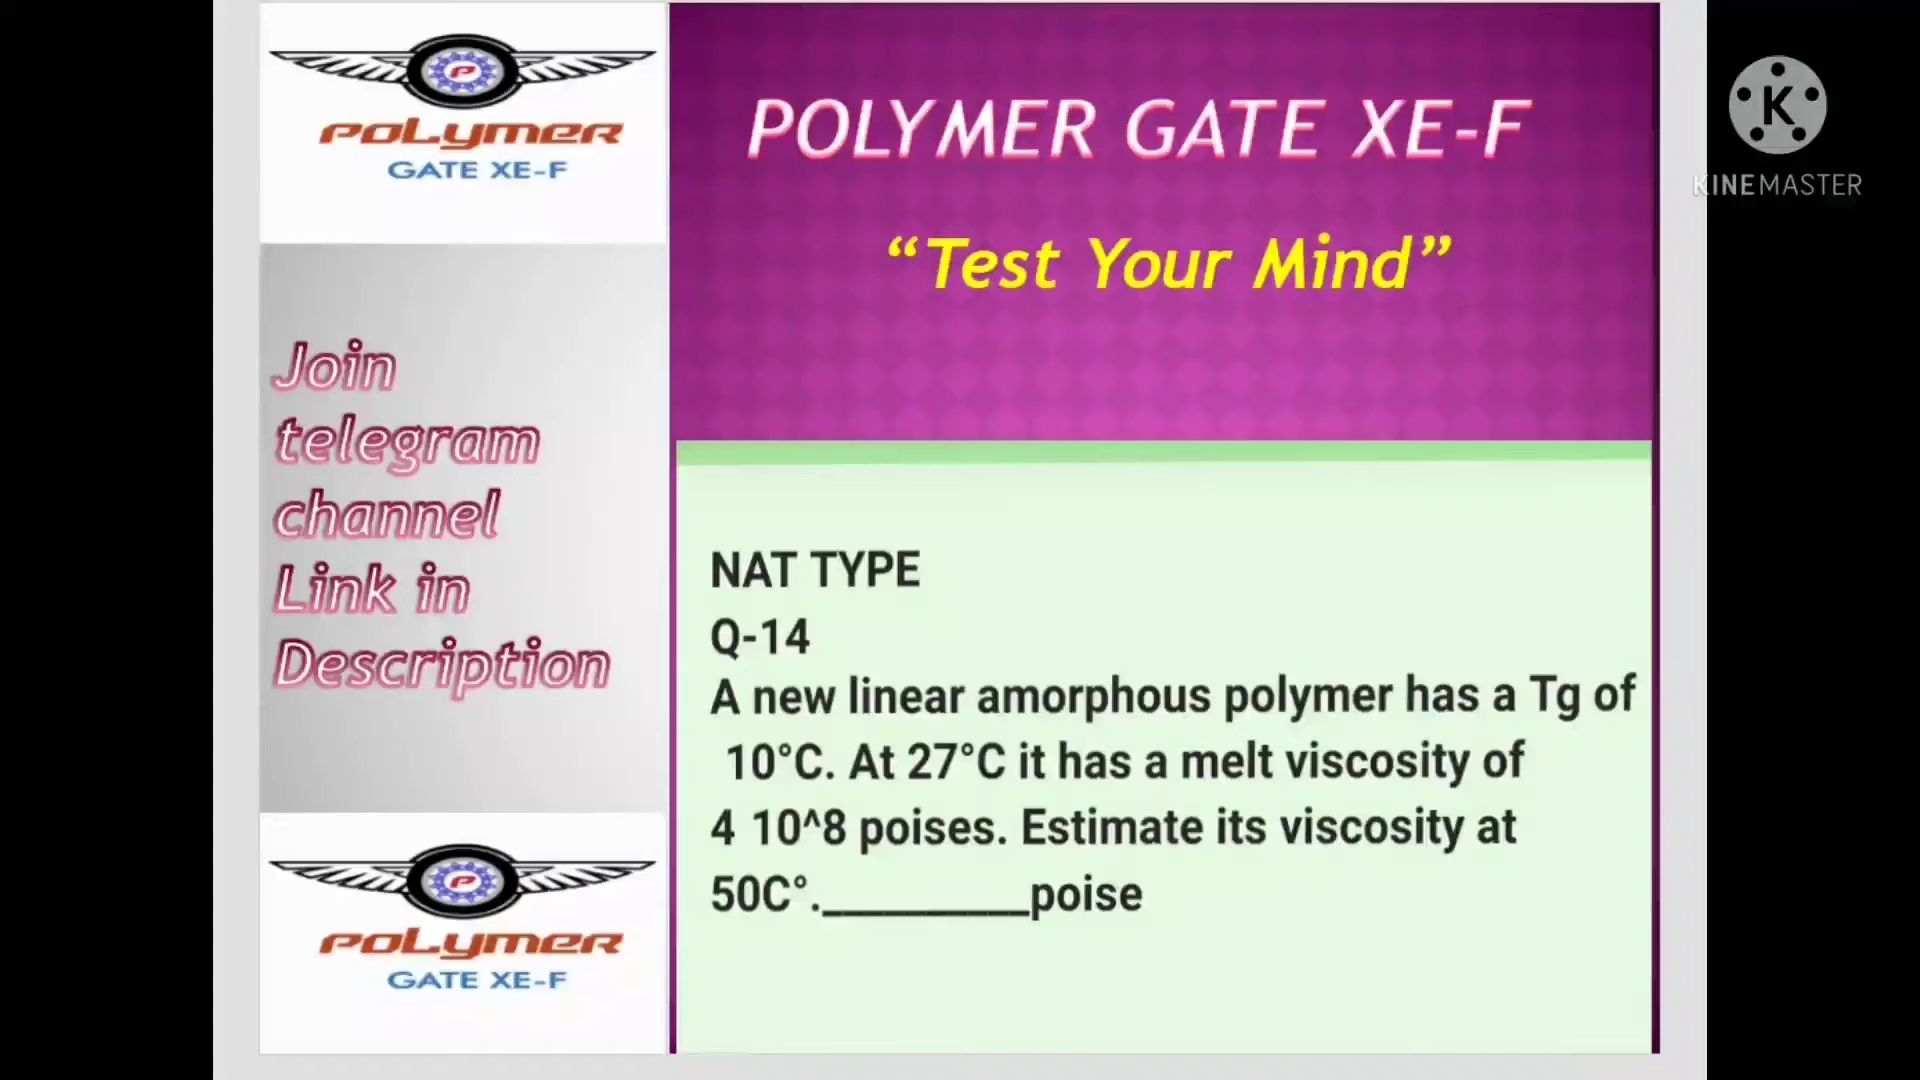 P
POLYMER
GATE XE-F
Join
telegram
channel
Link in
Description
P
POLYMER
GATE XE-F
POLYMER GATE XE-F
“Test Your Mind”
NAT TYPE
Q-14
A new linear amorphous polymer has a Tg of
10°C. At 27°C it has a melt viscosity of
4 10^8 poises. Estimate its viscosity at
50C°.__________poise
K
KINEMASTER